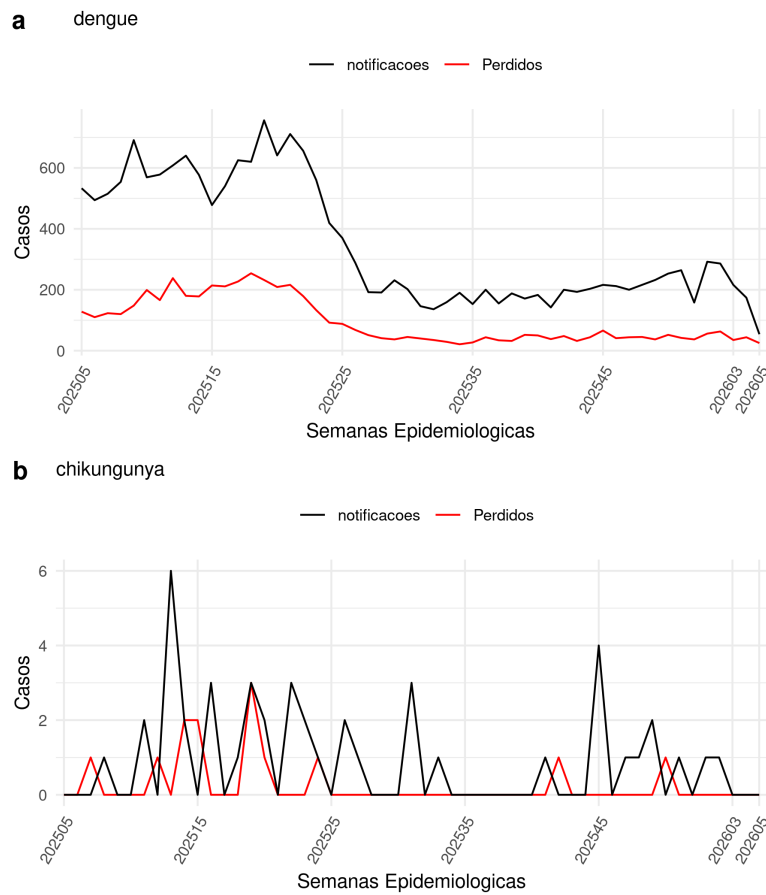 a dengue
notificacoes Perdidos
600
400
200
0
Casos
202505 202515 202525 202535 202545 202603 202605
Semanas Epidemiologicas
b chikungunya
notificacoes Perdidos
6
4
2
0
Casos
202505 202515 202525 202535 202545 202603 202605
Semanas Epidemiologicas